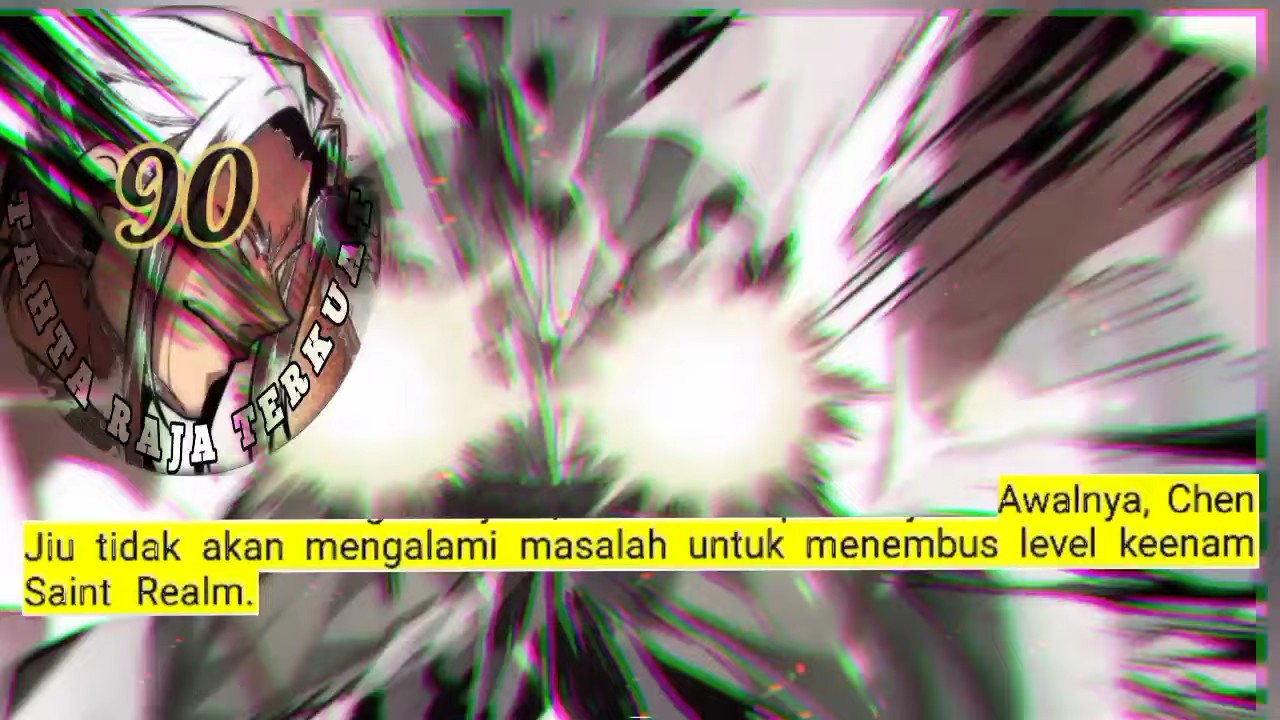 90
TAHTA RAJA TERKUAT
Awalnya, Chen
Jiu tidak akan mengalami masalah untuk menembus level keenam
Saint Realm.